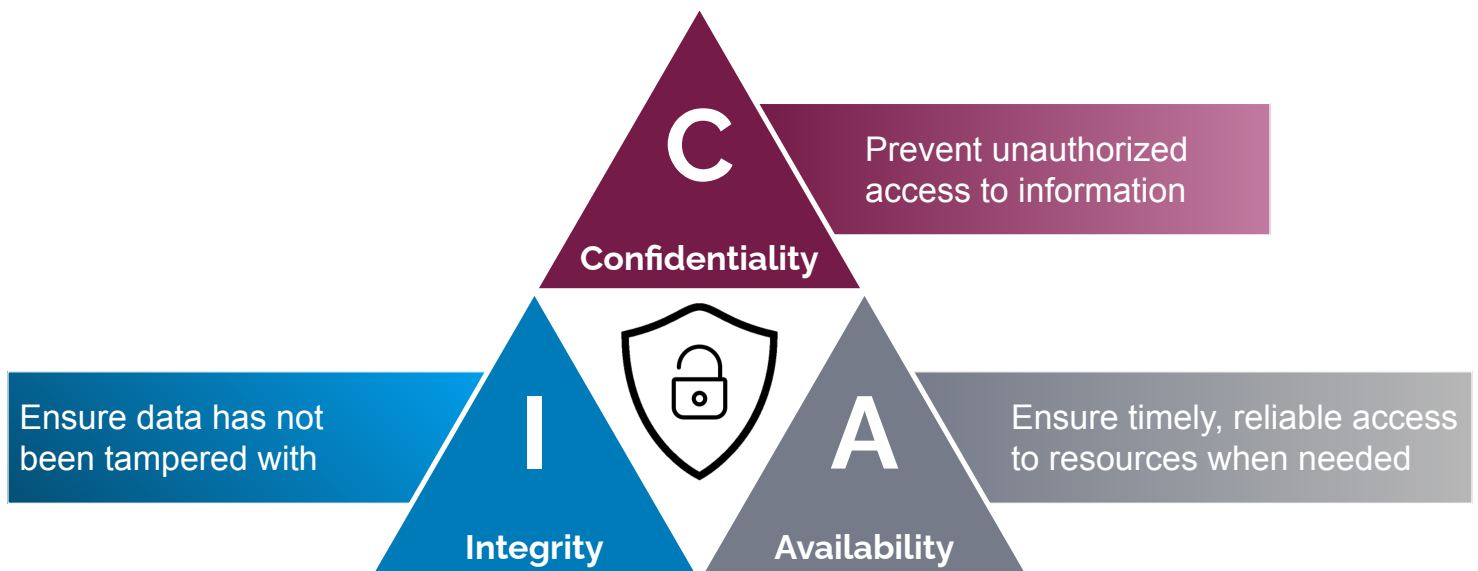 C
Confidentiality
Prevent unauthorized
access to information
I
Integrity
Ensure data has not
been tampered with
A
Availability
Ensure timely, reliable access
to resources when needed